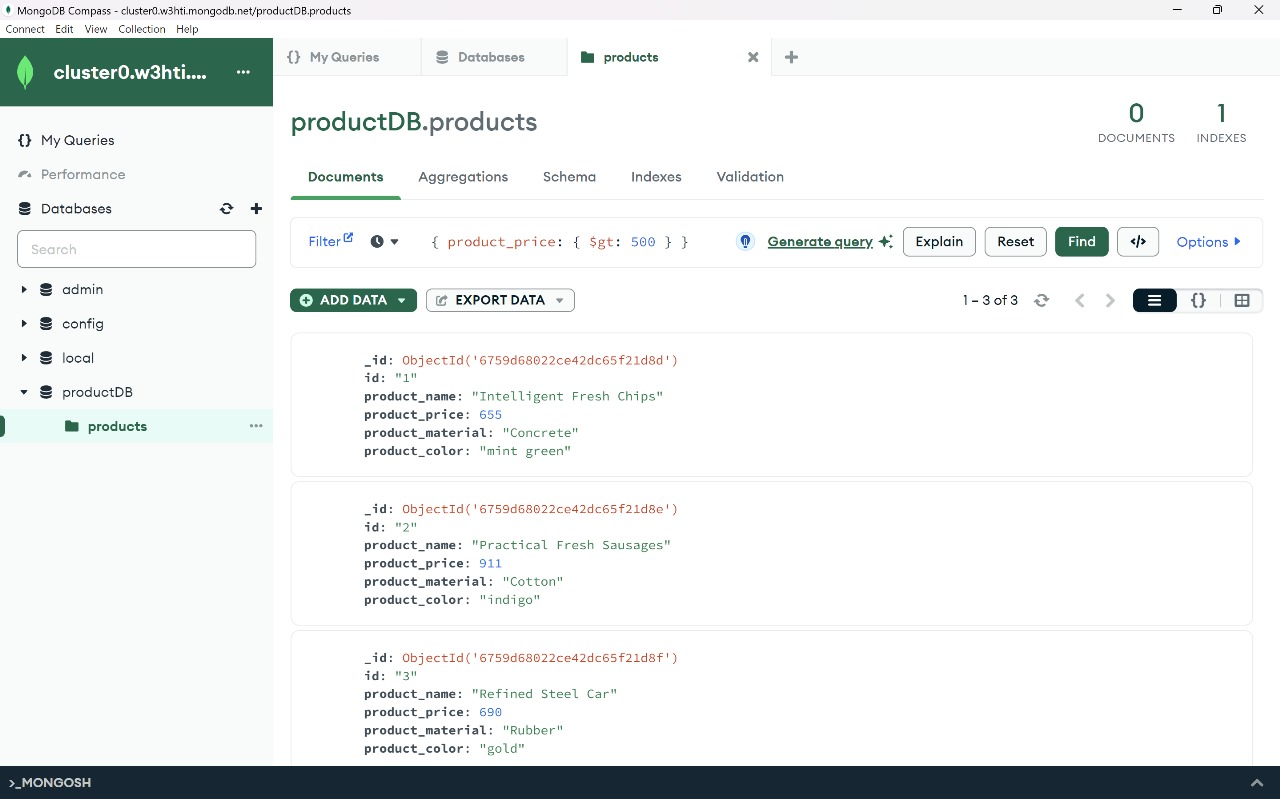 MongoDB Compass - cluster0.w3hti.mongodb.net/productDB.products
Connect Edit View Collection Help
cluster0.w3hti....
My Queries
Databases
products
My Queries
Performance
Databases
Search
admin
config
local
productDB
products
productDB.products
0
DOCUMENTS
1
INDEXES
Documents Aggregations Schema Indexes Validation
Filter { product_price: { $gt: 500 } } Generate query Explain Reset Find </> Options
ADD DATA EXPORT DATA 1 – 3 of 3 {}
_id: ObjectId('6759d68022ce42dc65f21d8d')
id: "1"
product_name: "Intelligent Fresh Chips"
product_price: 655
product_material: "Concrete"
product_color: "mint green"
_id: ObjectId('6759d68022ce42dc65f21d8e')
id: "2"
product_name: "Practical Fresh Sausages"
product_price: 911
product_material: "Cotton"
product_color: "indigo"
_id: ObjectId('6759d68022ce42dc65f21d8f')
id: "3"
product_name: "Refined Steel Car"
product_price: 690
product_material: "Rubber"
product_color: "gold"
>_MONGOSH